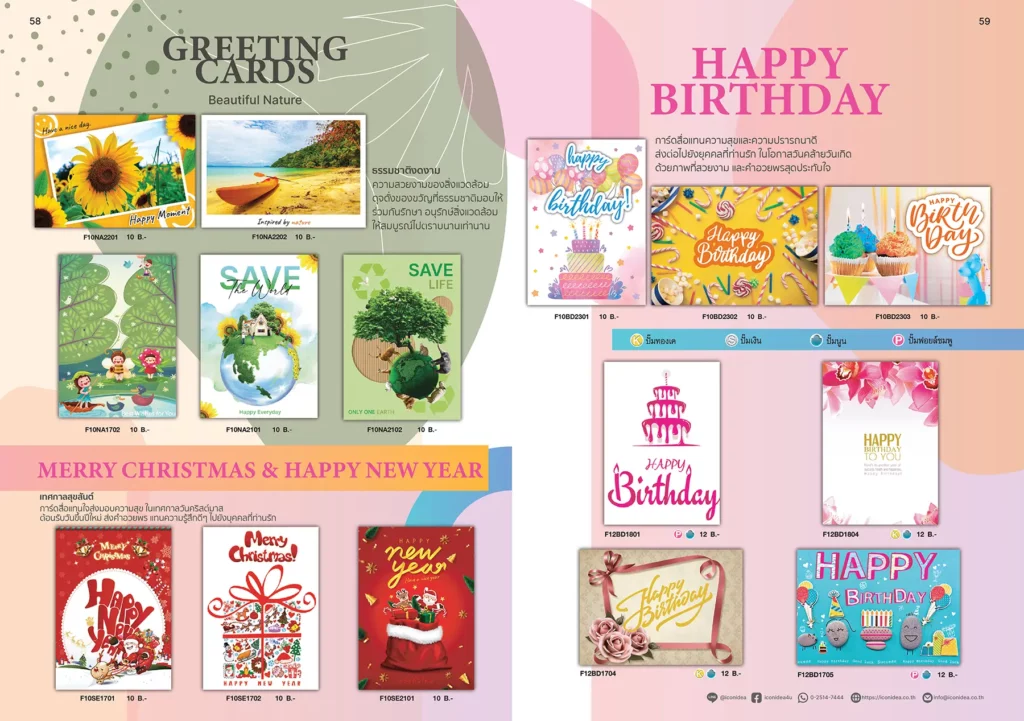 58
GREETING
CARDS
Beautiful Nature
Have a nice day.
Happy Moment
Inspired by nature
F10NA2201 10 B.-
F10NA2202 10 B.-
ธรรมชาติงดงาม
ความสวยงามของสิ่งแวดล้อม
ดุจดั่งของขวัญที่ธรรมชาติมอบให้
ร่วมกันรักษา อนุรักษ์สิ่งแวดล้อม
ให้สมบูรณ์ไปตราบนานเท่านาน
SAVE
The World
Happy Everyday
SAVE
LIFE
ONLY ONE EARTH
F10NA1702 10 B.-
F10NA2101 10 B.-
F10NA2102 10 B.-
MERRY CHRISTMAS & HAPPY NEW YEAR
เทศกาลสุขสันต์
การ์ดสื่อแทนใจส่งมอบความสุข ในเทศกาลวันคริสต์มาส
ต้อนรับวันขึ้นปีใหม่ ส่งคำอวยพร แทนความรู้สึกดีๆ ไปยังบุคคลที่ท่านรัก
Merry
Christmas
HAPPY
NEW
YEAR
Merry
Christmas!
HAPPY NEW YEAR
HAPPY
new
year
Have a nice year
F10SE1701 10 B.-
F10SE1702 10 B.-
F10SE2101 10 B.-
59
HAPPY
BIRTHDAY
การ์ดสื่อแทนความสุขและความปรารถนาดี
ส่งต่อไปยังยุคคลที่ท่านรัก ในโอกาสวันคล้ายวันเกิด
ด้วยภาพที่สวยงาม และคำอวยพรสุดประทับใจ
happy
birthday!
Happy
Birthday
HAPPY
Birth
Day
F10BD2301 10 B.-
F10BD2302 10 B.-
F10BD2303 10 B.-
K ปั๊มทองเค
S ปั๊มเงิน
ปั๊มนูน
P ปั๊มฟอยล์ชมพู
HAPPY
Birthday
HAPPY
BIRTHDAY
TO YOU
F12BD1801 P 12 B.-
F12BD1804 K 12 B.-
Happy
Birthday
HAPPY
BIRTHDAY
F12BD1704 K 12 B.-
F12BD1705 P 12 B.-
@iconidea
iconidea4u
0-2514-7444
https://iconidea.co.th
info@iconidea.co.th